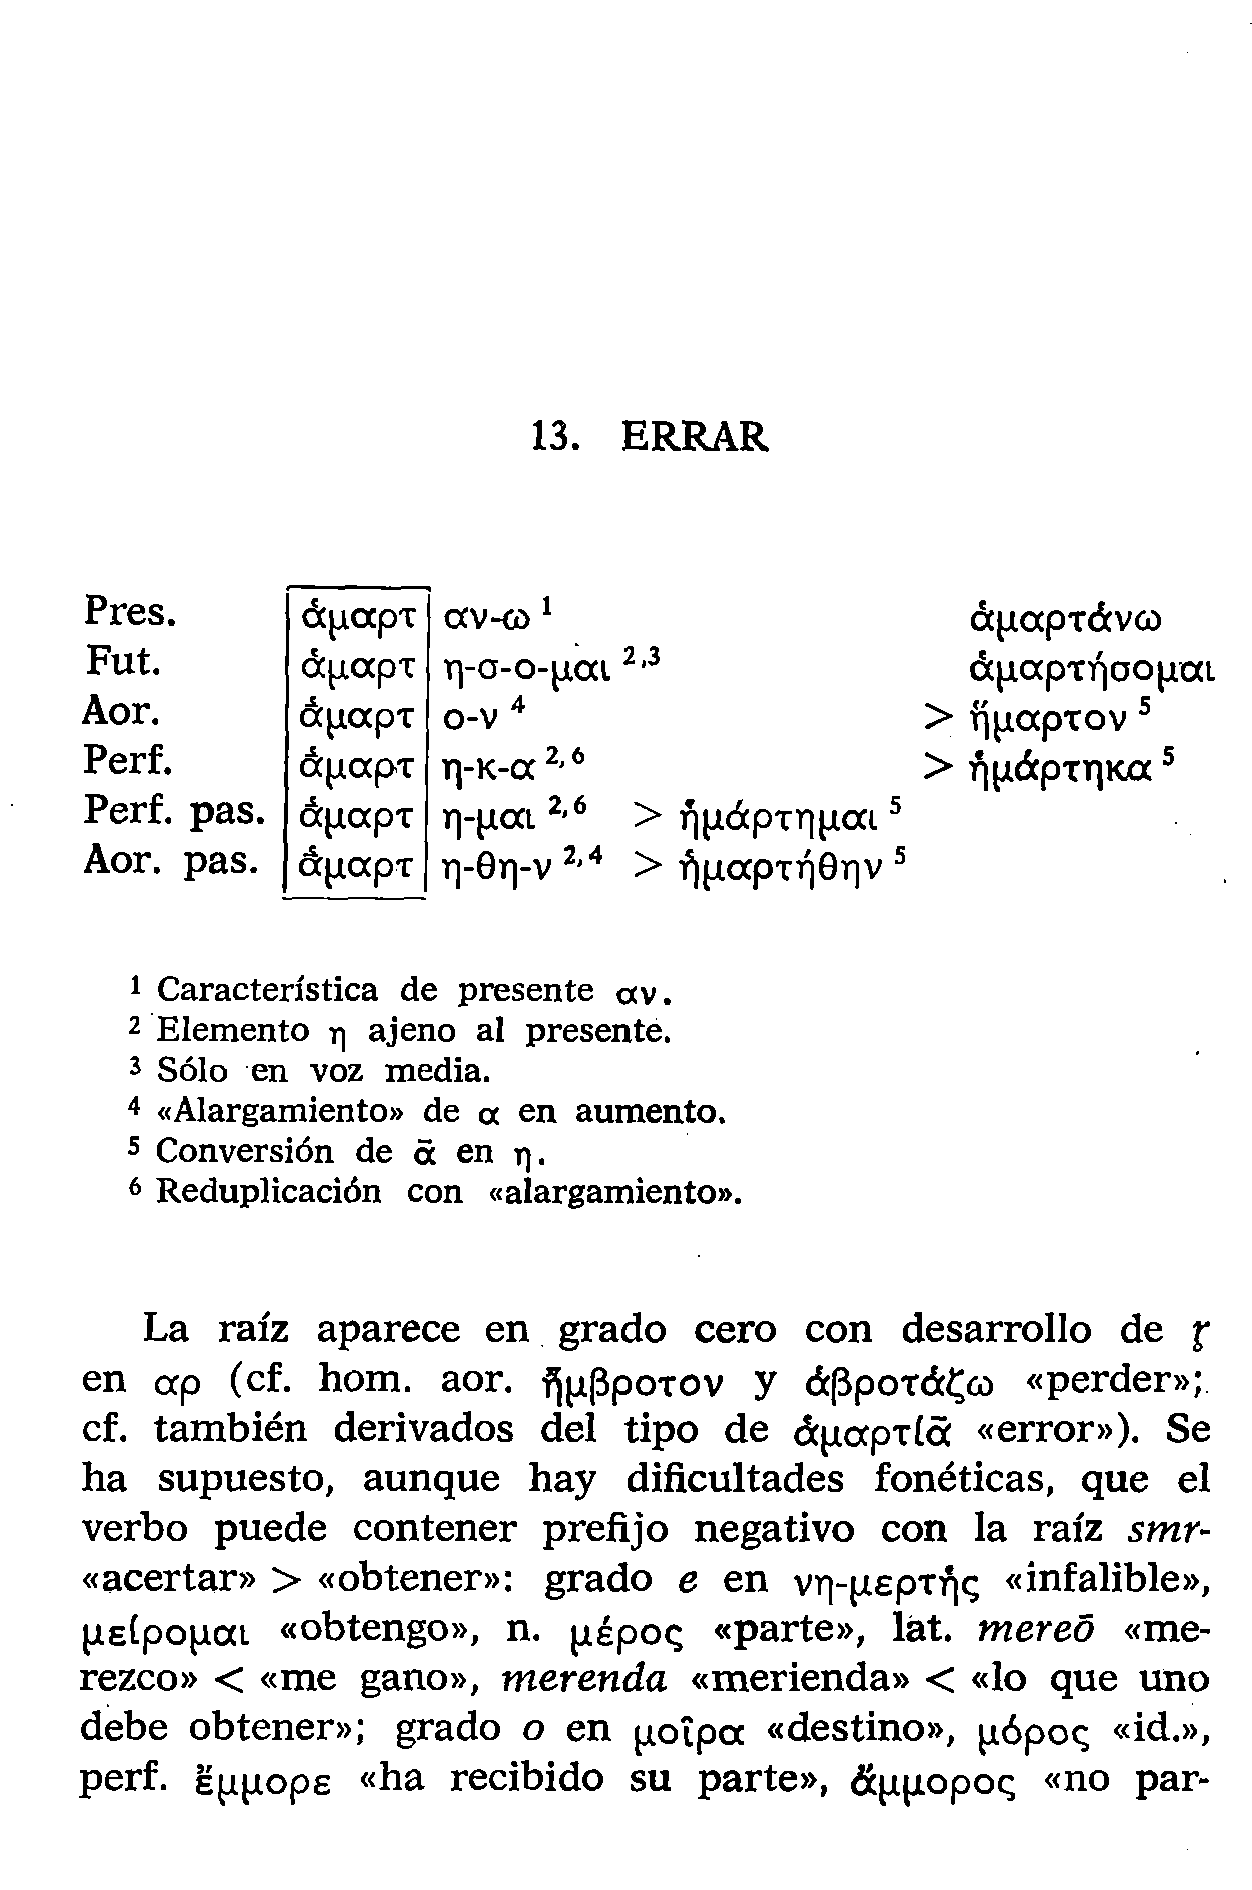 13. ERRAR
Pres. ἁμαρτ αν-ω ¹ ἁμαρτάνω
Fut. ἁμαρτ η-σ-ο-μαι ²,³ ἁμαρτήσομαι
Aor. ἁ̄μαρτ ο-ν ⁴ > ἥμαρτον ⁵
Perf. ἁ̄μαρτ η-κ-α ²,⁶ > ἡμάρτηκα ⁵
Perf. pas. ἁ̄μαρτ η-μαι ²,⁶ > ἡμάρτημαι ⁵
Aor. pas. ἁ̄μαρτ η-θη-ν ²,⁴ > ἡμαρτήθην ⁵
¹ Característica de presente αν.
² Elemento η ajeno al presente.
³ Sólo en voz media.
⁴ «Alargamiento» de α en aumento.
⁵ Conversión de ᾱ en η.
⁶ Reduplicación con «alargamiento».
La raíz aparece en grado cero con desarrollo de r̥
en αρ (cf. hom. aor. ἤμβροτον y ἀβροτάζω «perder»;
cf. también derivados del tipo de ἁμαρτίᾱ «error»). Se
ha supuesto, aunque hay dificultades fonéticas, que el
verbo puede contener prefijo negativo con la raíz smr-
«acertar» > «obtener»: grado e en νη-μερτής «infalible»,
μείρομαι «obtengo», n. μέρος «parte», lat. mereō «me-
rezco» < «me gano», merenda «merienda» < «lo que uno
debe obtener»; grado o en μοῖρα «destino», μόρος «id.»,
perf. ἔμμορε «ha recibido su parte», ἄμμορος «no par-